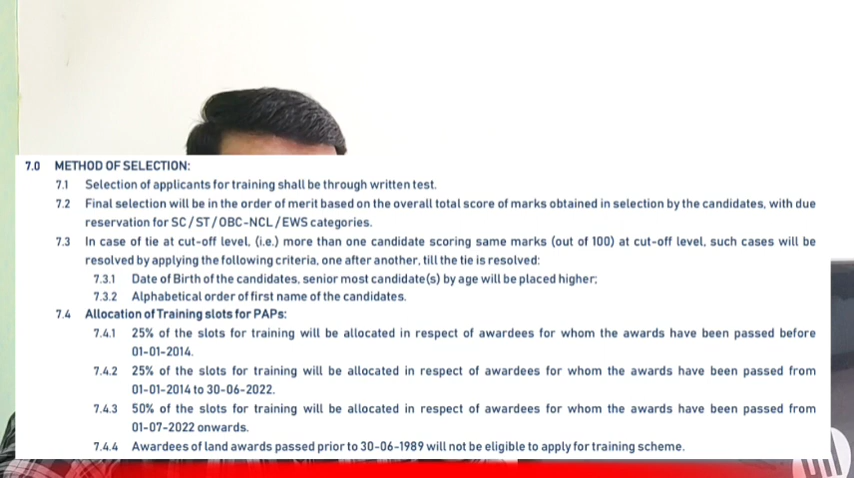 7.0 METHOD OF SELECTION:
7.1 Selection of applicants for training shall be through written test.
7.2 Final selection will be in the order of merit based on the overall total score of marks obtained in selection by the candidates, with due
reservation for SC/ST/OBC-NCL/EWS categories.
7.3 In case of tie at cut-off level, (i.e.) more than one candidate scoring same marks (out of 100) at cut-off level, such cases will be
resolved by applying the following criteria, one after another, till the tie is resolved:
7.3.1 Date of Birth of the candidates, senior most candidate(s) by age will be placed higher;
7.3.2 Alphabetical order of first name of the candidates.
7.4 Allocation of Training slots for PAPs:
7.4.1 25% of the slots for training will be allocated in respect of awardees for whom the awards have been passed before
01-01-2014.
7.4.2 25% of the slots for training will be allocated in respect of awardees for whom the awards have been passed from
01-01-2014 to 30-06-2022.
7.4.3 50% of the slots for training will be allocated in respect of awardees for whom the awards have been passed from
01-07-2022 onwards.
7.4.4 Awardees of land awards passed prior to 30-06-1989 will not be eligible to apply for training scheme.